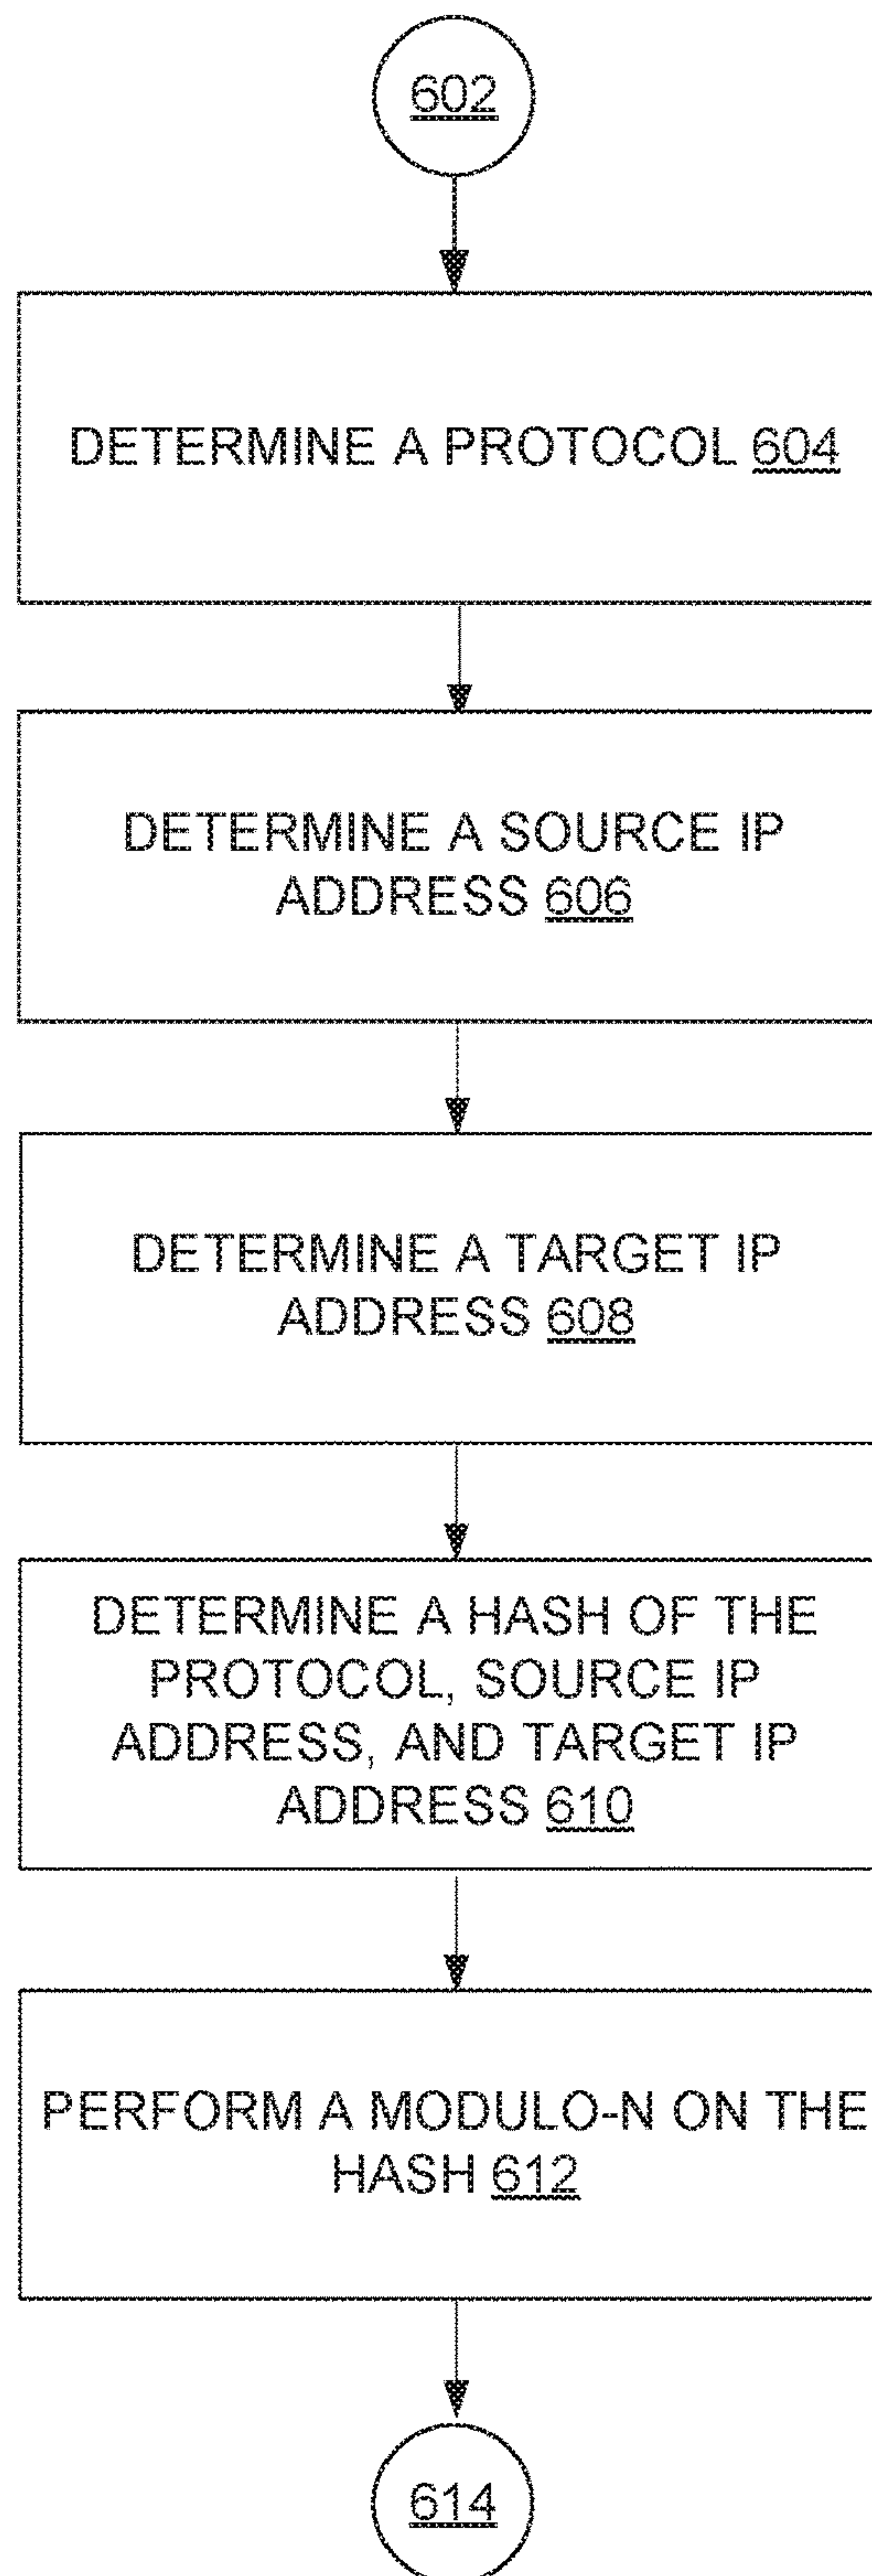 602
DETERMINE A PROTOCOL 604
DETERMINE A SOURCE IP
ADDRESS 606
DETERMINE A TARGET IP
ADDRESS 608
DETERMINE A HASH OF THE
PROTOCOL, SOURCE IP
ADDRESS, AND TARGET IP
ADDRESS 610
PERFORM A MODULO-N ON THE
HASH 612
614